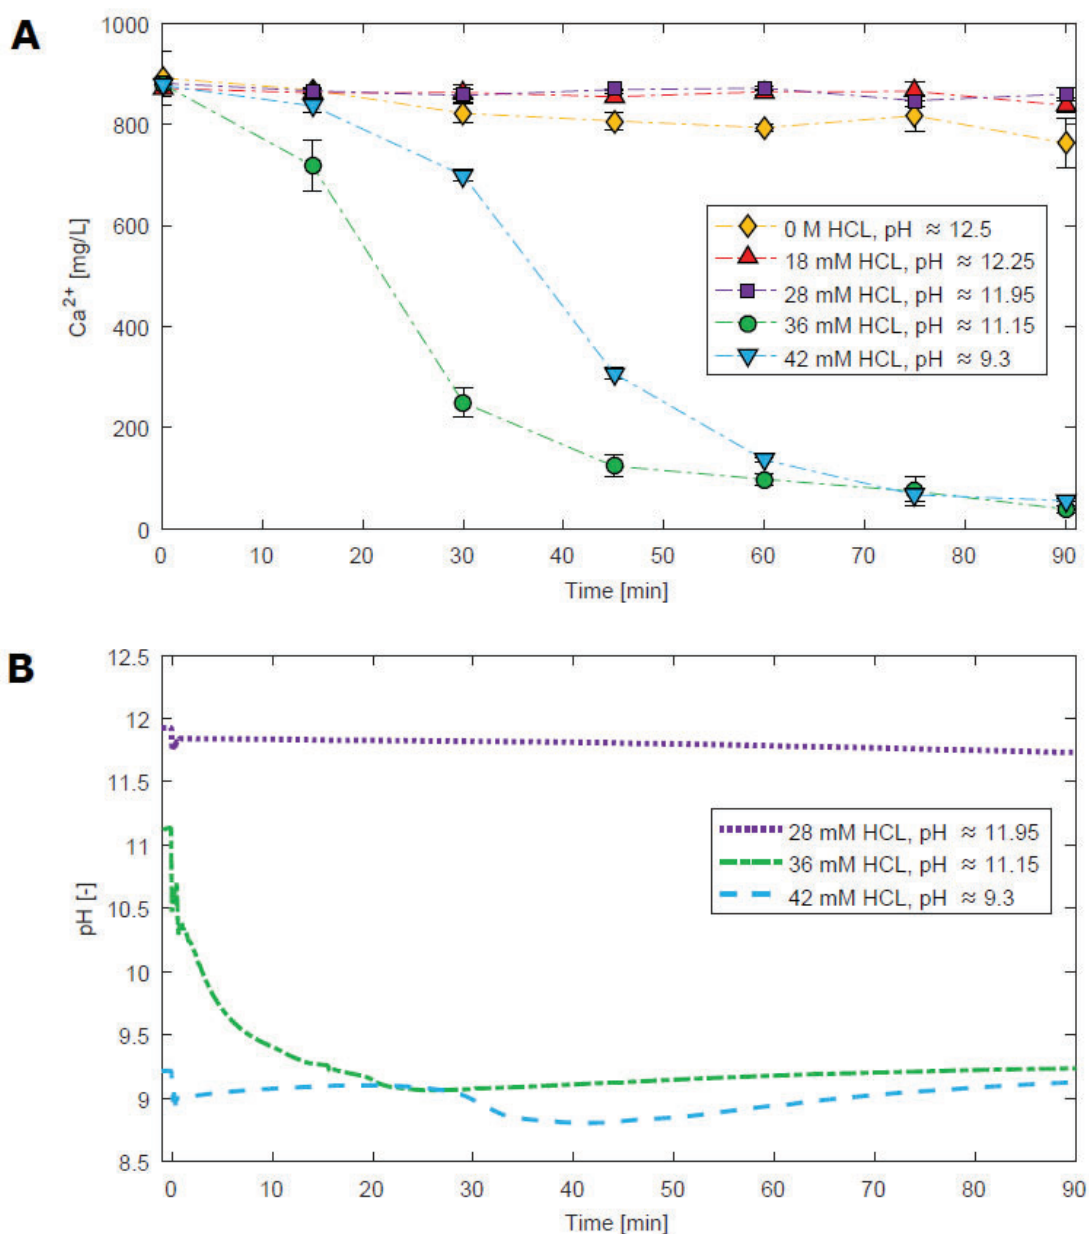 A
1000
800
600
400
200
0
Ca2+ [mg/L]
0 M HCL, pH ≈ 12.5
18 mM HCL, pH ≈ 12.25
28 mM HCL, pH ≈ 11.95
36 mM HCL, pH ≈ 11.15
42 mM HCL, pH ≈ 9.3
0 10 20 30 40 50 60 70 80 90
Time [min]
B
12.5
12
11.5
11
10.5
10
9.5
9
8.5
pH [-]
28 mM HCL, pH ≈ 11.95
36 mM HCL, pH ≈ 11.15
42 mM HCL, pH ≈ 9.3
0 10 20 30 40 50 60 70 80 90
Time [min]